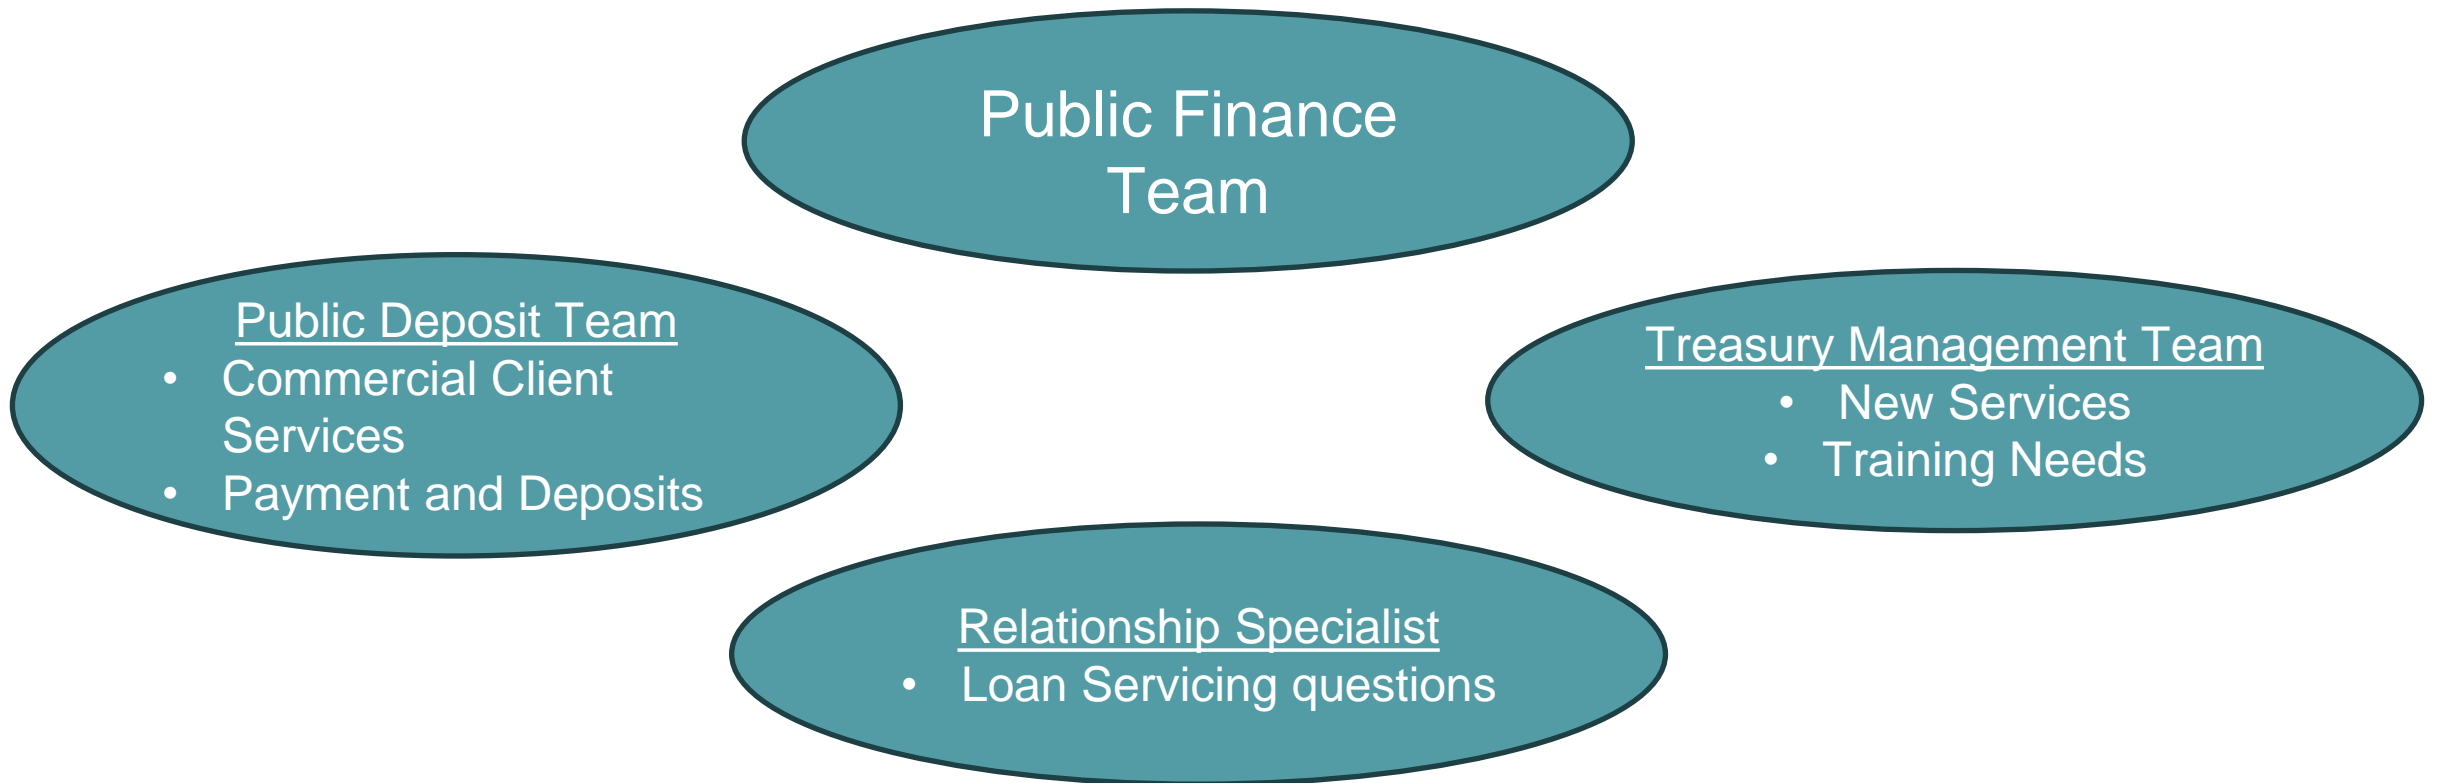 Public Finance
Team
Public Deposit Team
• Commercial Client
Services
• Payment and Deposits
Treasury Management Team
• New Services
• Training Needs
Relationship Specialist
• Loan Servicing questions